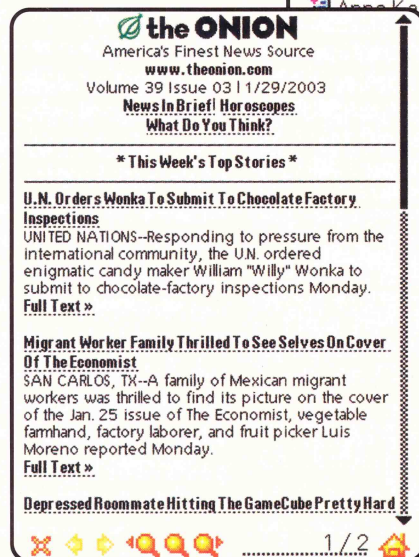 the ONION
America's Finest News Source
www.theonion.com
Volume 39 Issue 03 | 1/29/2003
News In Brief| Horoscopes
What Do You Think?
* This Week's Top Stories *
U.N. Orders Wonka To Submit To Chocolate Factory
Inspections
UNITED NATIONS--Responding to pressure from the
international community, the U.N. ordered
enigmatic candy maker William "Willy" Wonka to
submit to chocolate-factory inspections Monday.
Full Text »
Migrant Worker Family Thrilled To See Selves On Cover
Of The Economist
SAN CARLOS, TX--A family of Mexican migrant
workers was thrilled to find its picture on the cover
of the Jan. 25 issue of The Economist, vegetable
farmhand, factory laborer, and fruit picker Luis
Moreno reported Monday.
Full Text »
Depressed Roommate Hitting The GameCube Pretty Hard
1/2